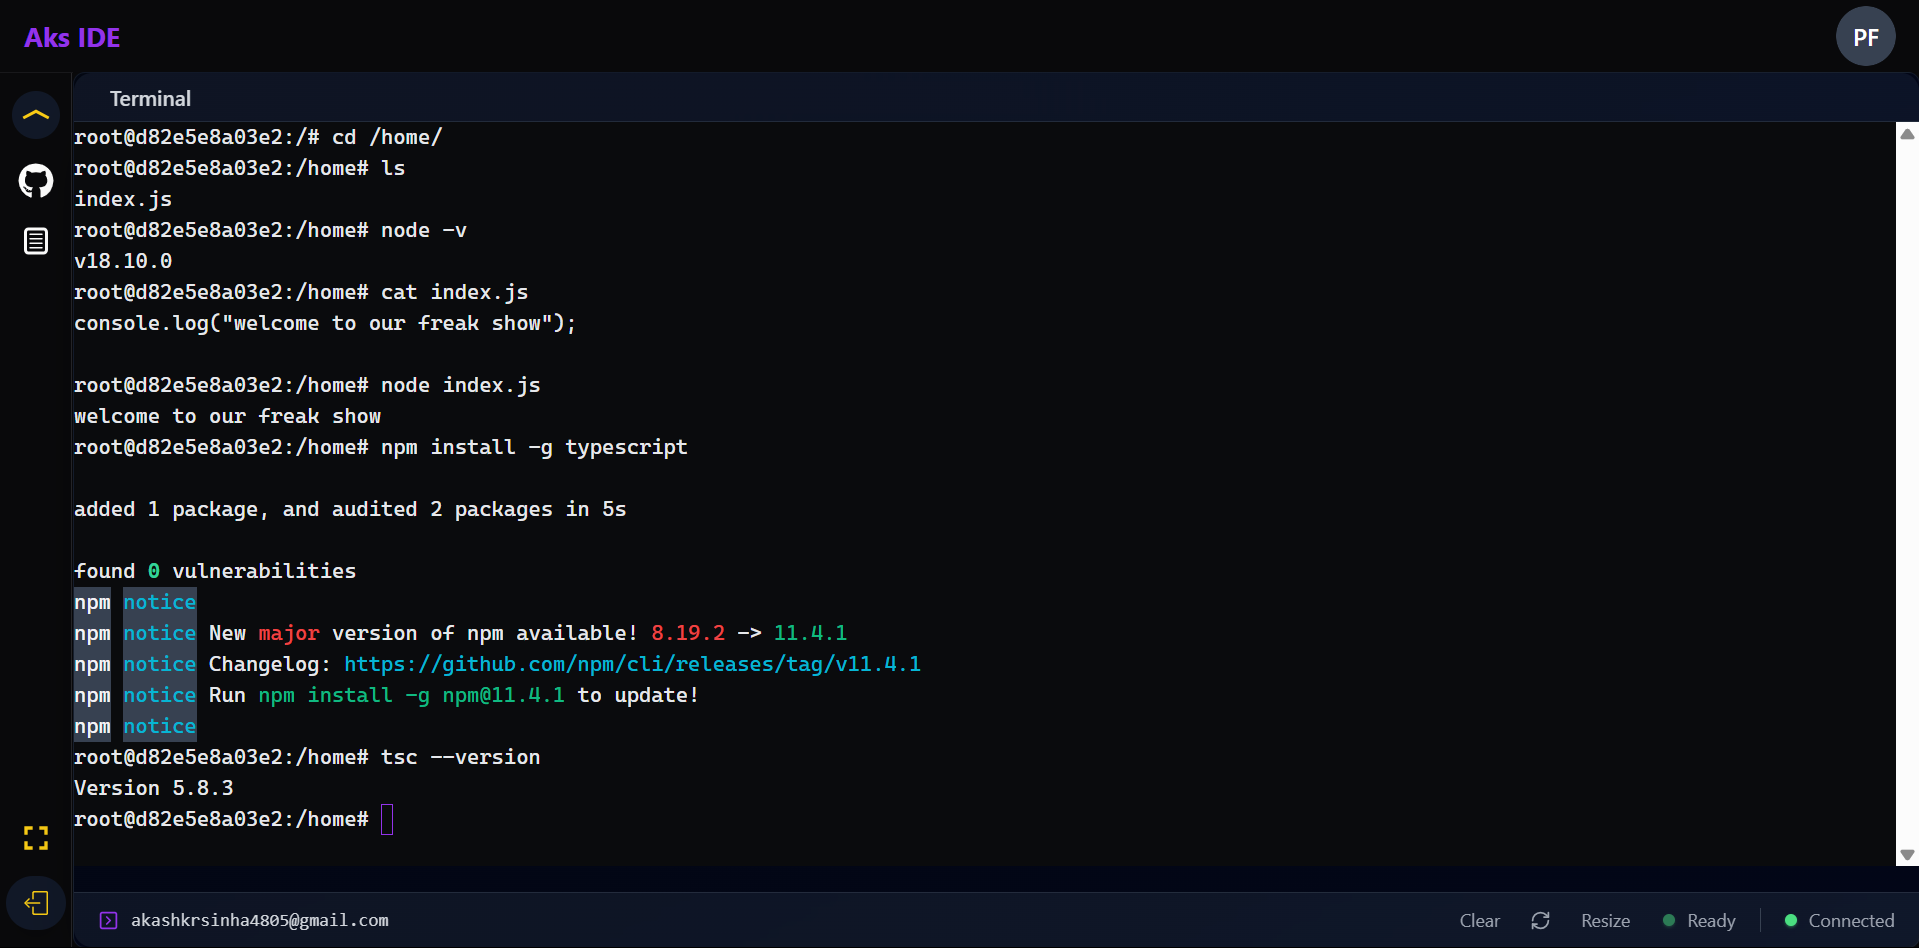 Aks IDE
PF
Terminal
root@d82e5e8a03e2:/# cd /home/
root@d82e5e8a03e2:/home# ls
index.js
root@d82e5e8a03e2:/home# node -v
v18.10.0
root@d82e5e8a03e2:/home# cat index.js
console.log("welcome to our freak show");
root@d82e5e8a03e2:/home# node index.js
welcome to our freak show
root@d82e5e8a03e2:/home# npm install -g typescript
added 1 package, and audited 2 packages in 5s
found 0 vulnerabilities
npm notice
npm notice New major version of npm available! 8.19.2 -> 11.4.1
npm notice Changelog: https://github.com/npm/cli/releases/tag/v11.4.1
npm notice Run npm install -g npm@11.4.1 to update!
npm notice
root@d82e5e8a03e2:/home# tsc --version
Version 5.8.3
root@d82e5e8a03e2:/home#
akashkrsinha4805@gmail.com
Clear Resize Ready Connected